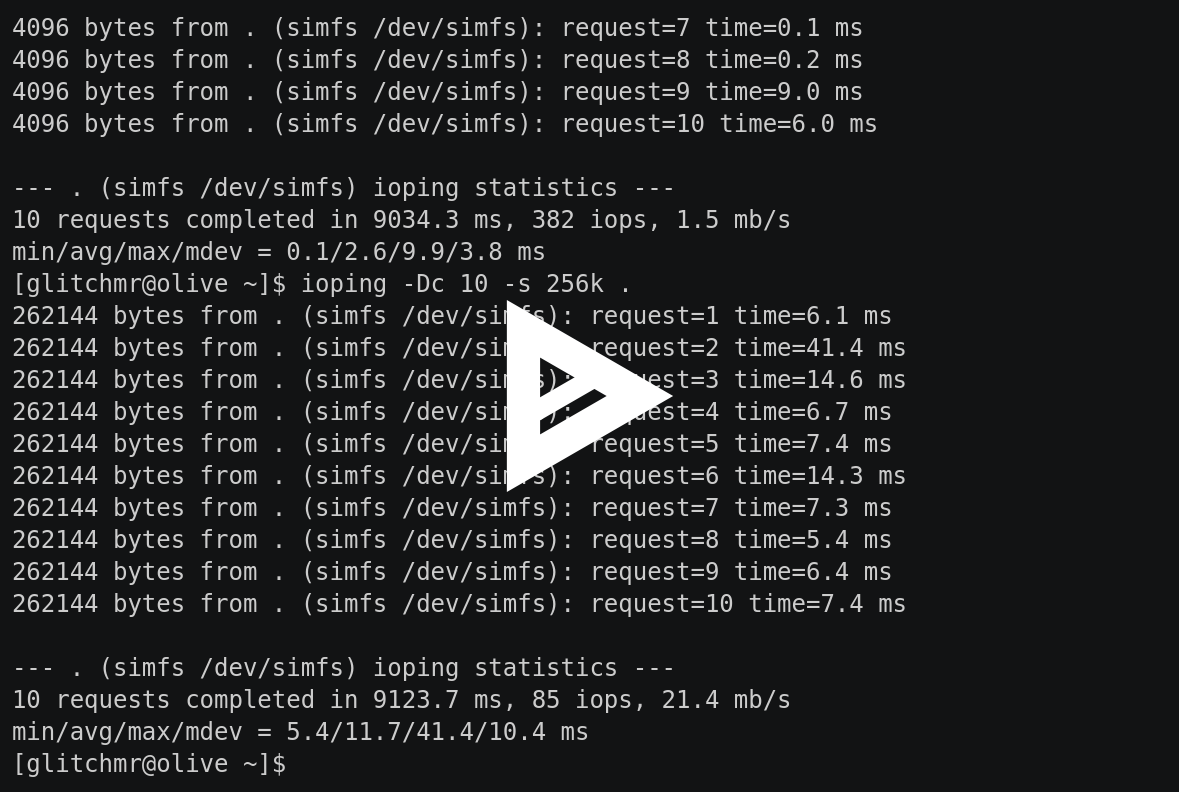 4096 bytes from . (simfs /dev/simfs): request=7 time=0.1 ms
4096 bytes from . (simfs /dev/simfs): request=8 time=0.2 ms
4096 bytes from . (simfs /dev/simfs): request=9 time=9.0 ms
4096 bytes from . (simfs /dev/simfs): request=10 time=6.0 ms
--- . (simfs /dev/simfs) ioping statistics ---
10 requests completed in 9034.3 ms, 382 iops, 1.5 mb/s
min/avg/max/mdev = 0.1/2.6/9.9/3.8 ms
[glitchmr@olive ~]$ ioping -Dc 10 -s 256k .
262144 bytes from . (simfs /dev/simfs): request=1 time=6.1 ms
262144 bytes from . (simfs /dev/simfs): request=2 time=41.4 ms
262144 bytes from . (simfs /dev/simfs): request=3 time=14.6 ms
262144 bytes from . (simfs /dev/simfs): request=4 time=6.7 ms
262144 bytes from . (simfs /dev/simfs): request=5 time=7.4 ms
262144 bytes from . (simfs /dev/simfs): request=6 time=14.3 ms
262144 bytes from . (simfs /dev/simfs): request=7 time=7.3 ms
262144 bytes from . (simfs /dev/simfs): request=8 time=5.4 ms
262144 bytes from . (simfs /dev/simfs): request=9 time=6.4 ms
262144 bytes from . (simfs /dev/simfs): request=10 time=7.4 ms
--- . (simfs /dev/simfs) ioping statistics ---
10 requests completed in 9123.7 ms, 85 iops, 21.4 mb/s
min/avg/max/mdev = 5.4/11.7/41.4/10.4 ms
[glitchmr@olive ~]$